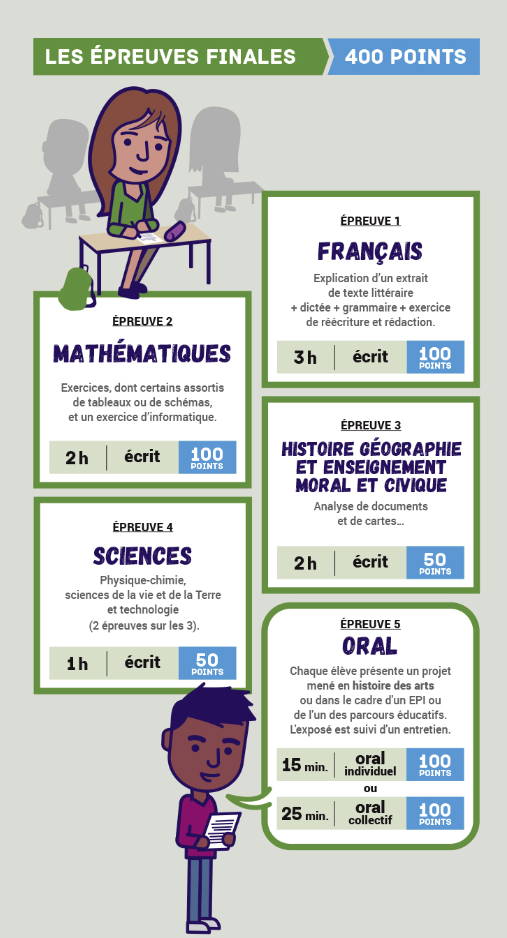 LES ÉPREUVES FINALES
400 POINTS
ÉPREUVE 1
FRANÇAIS
Explication d'un extrait
de texte littéraire
+ dictée + grammaire + exercice
de réécriture et rédaction.
3 h écrit 100 POINTS
ÉPREUVE 2
MATHÉMATIQUES
Exercices, dont certains assortis
de tableaux ou de schémas,
et un exercice d'informatique.
2 h écrit 100 POINTS
ÉPREUVE 3
HISTOIRE GÉOGRAPHIE
ET ENSEIGNEMENT
MORAL ET CIVIQUE
Analyse de documents
et de cartes...
2 h écrit 50 POINTS
ÉPREUVE 4
SCIENCES
Physique-chimie,
sciences de la vie et de la Terre
et technologie
(2 épreuves sur les 3).
1 h écrit 50 POINTS
ÉPREUVE 5
ORAL
Chaque élève présente un projet
mené en histoire des arts
ou dans le cadre d'un EPI ou
de l'un des parcours éducatifs.
L'exposé est suivi d'un entretien.
15 min. oral individuel 100 POINTS
ou
25 min. oral collectif 100 POINTS